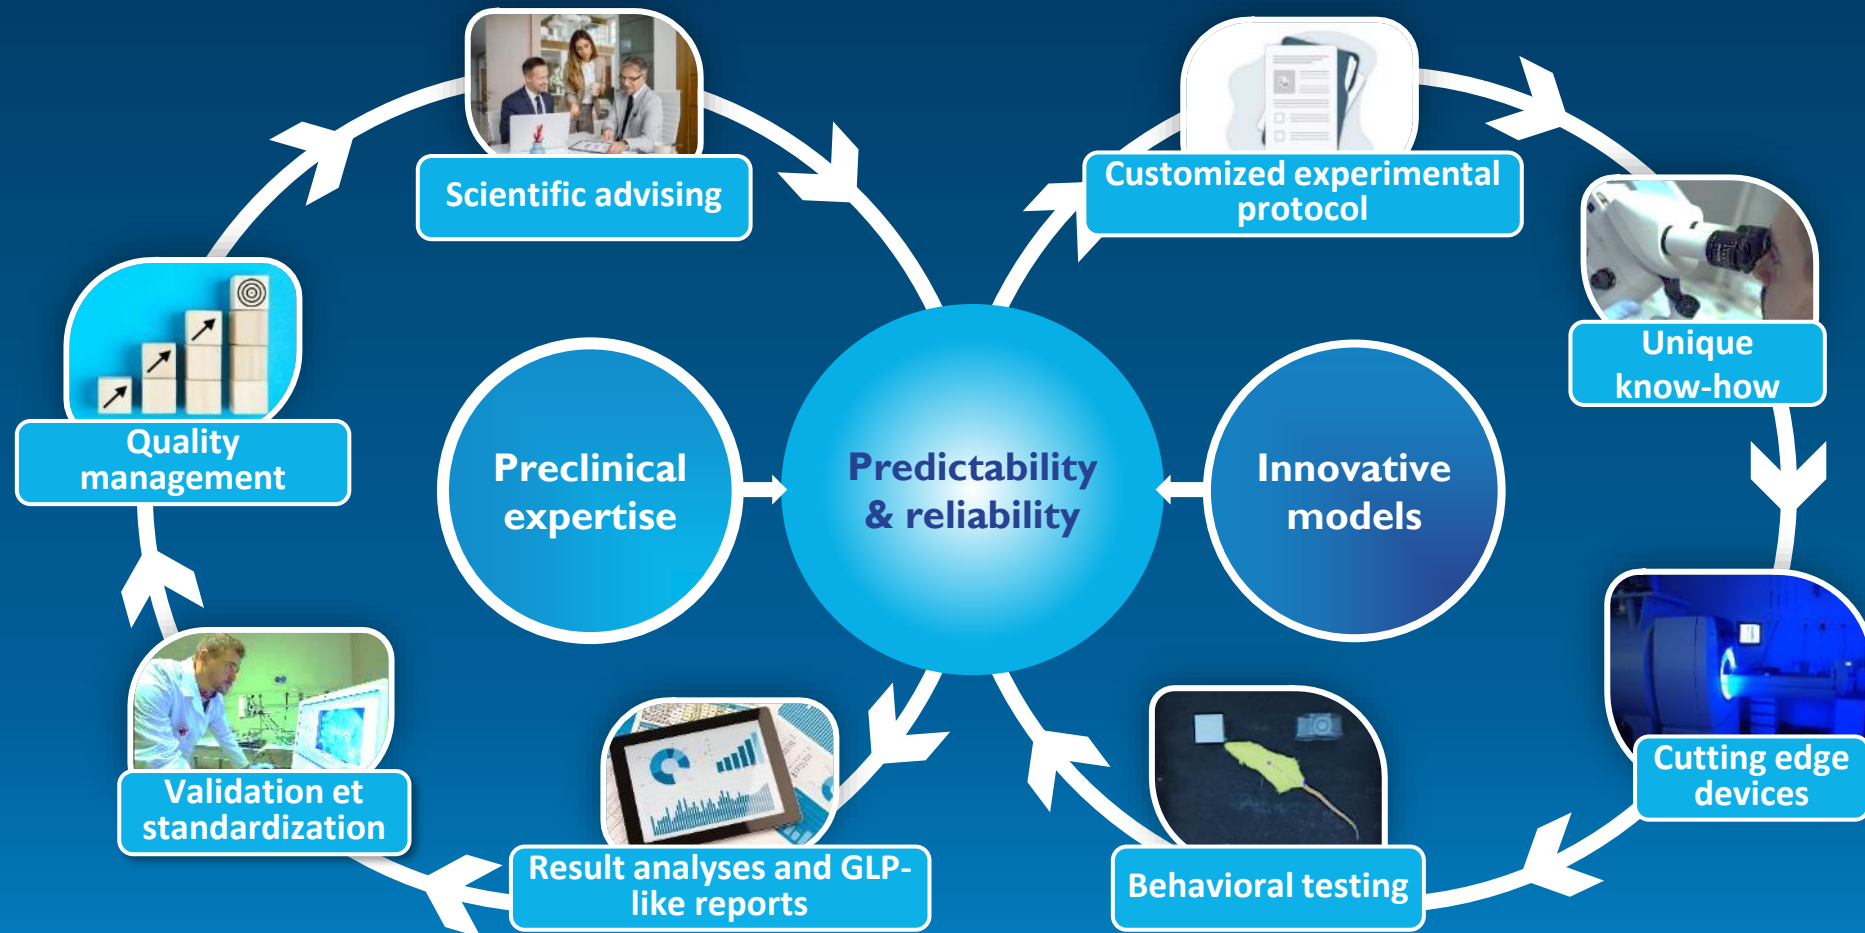 Scientific advising
Customized experimental
protocol
Unique
know-how
Quality
management
Preclinical
expertise
Predictability
& reliability
Innovative
models
Cutting edge
devices
Validation et
standardization
Result analyses and GLP-
like reports
Behavioral testing